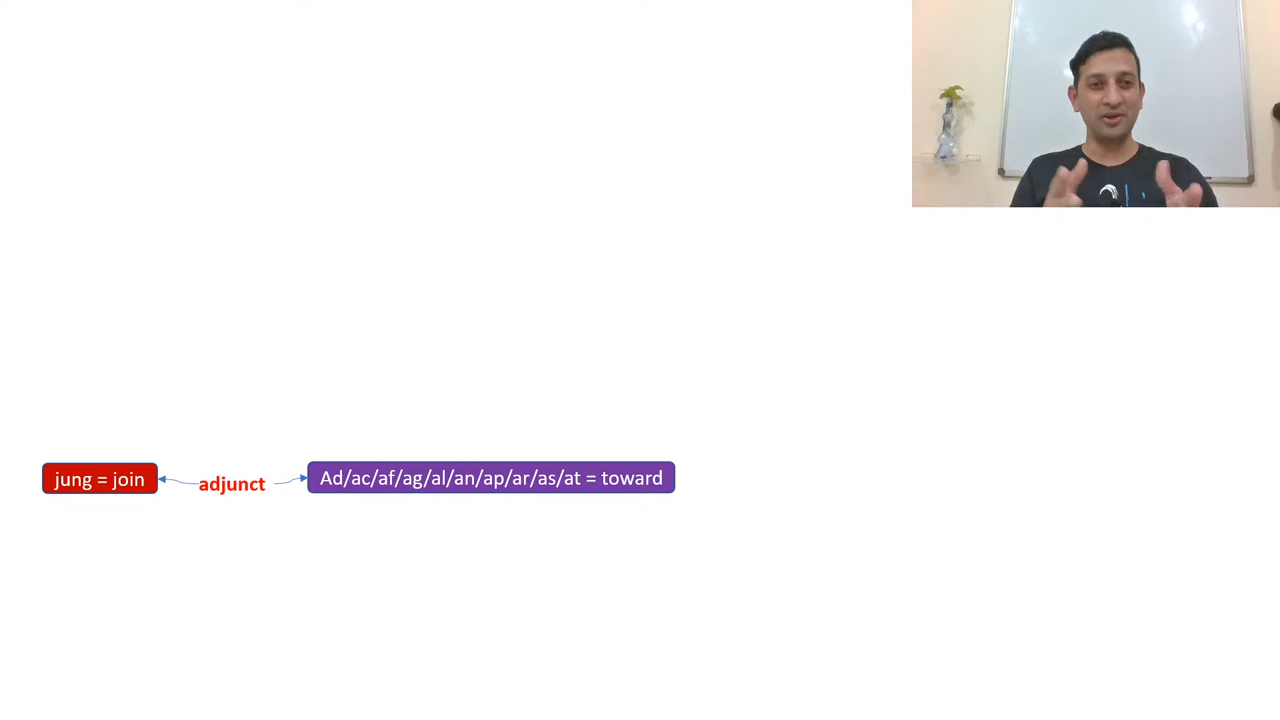 jung = join
adjunct
Ad/ac/af/ag/al/an/ap/ar/as/at = toward